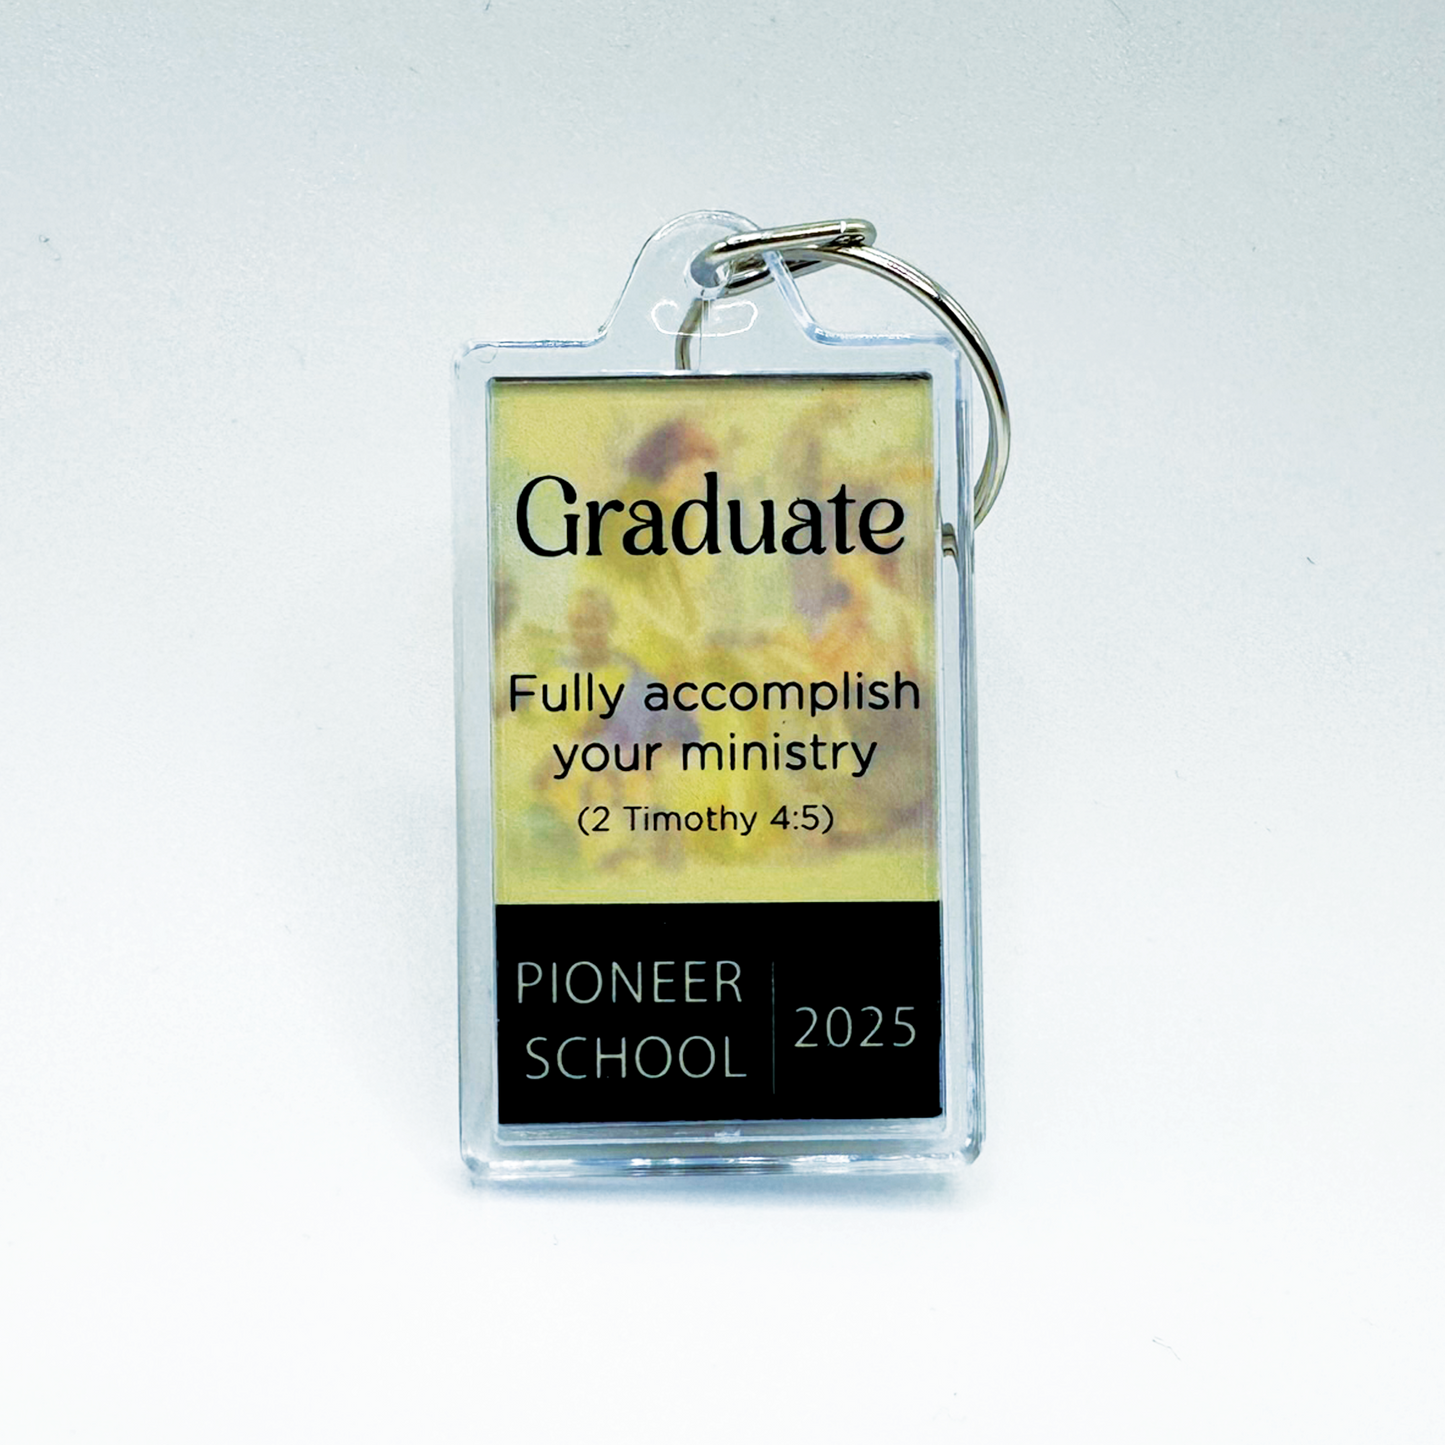 Graduate
Fully accomplish
your ministry
(2 Timothy 4:5)
PIONEER
SCHOOL
2025